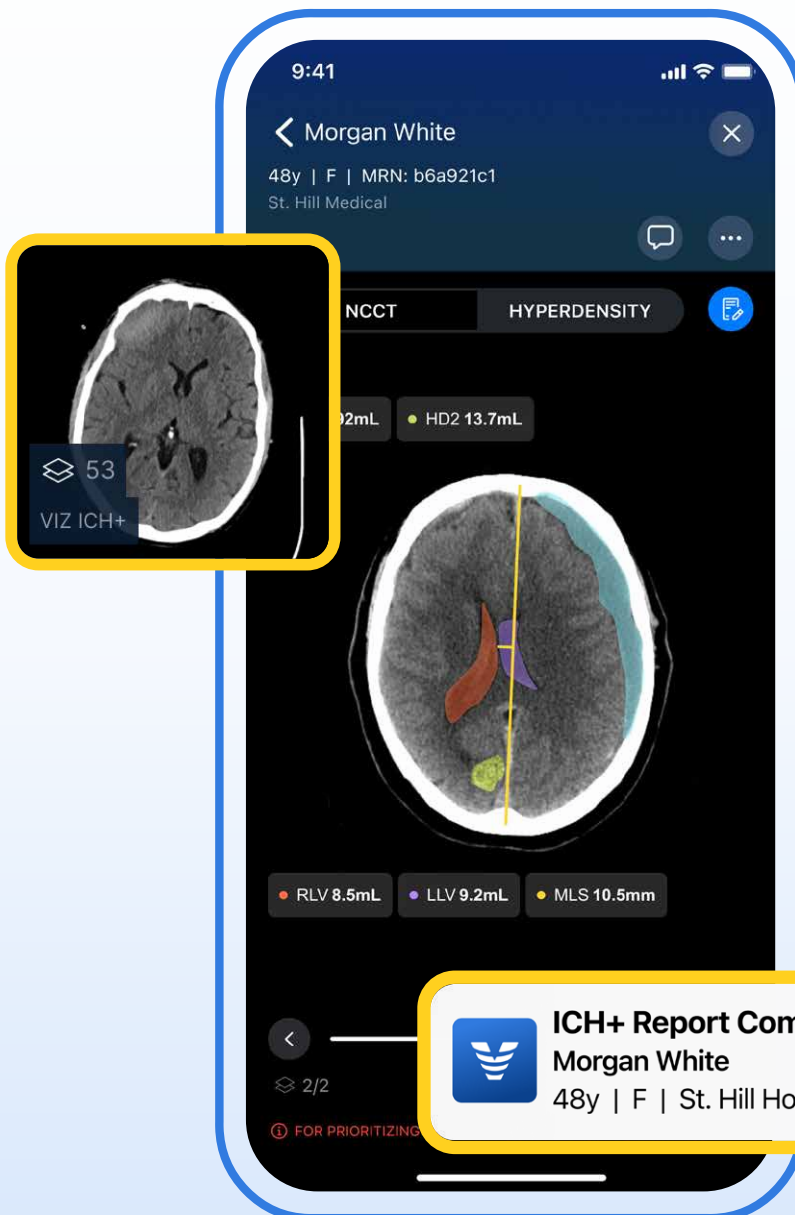 9:41
Morgan White
48y | F | MRN: b6a921c1
St. Hill Medical
NCCT
HYPERDENSITY
92mL
HD2 13.7mL
53
VIZ ICH+
RLV 8.5mL
LLV 9.2mL
MLS 10.5mm
ICH+ Report Com
Morgan White
48y | F | St. Hill Ho
2/2
FOR PRIORITIZING